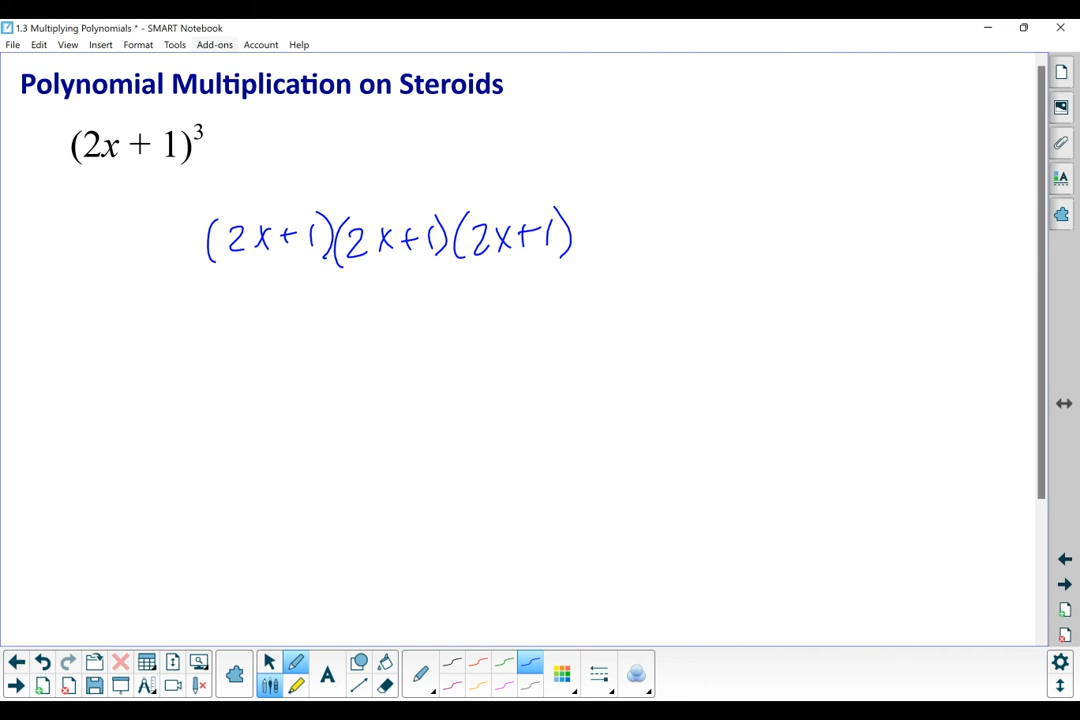 1.3 Multiplying Polynomials * - SMART Notebook
File Edit View Insert Format Tools Add-ons Account Help
Polynomial Multiplication on Steroids
(2x + 1)³
(2x+1)(2x+1)(2x+1)